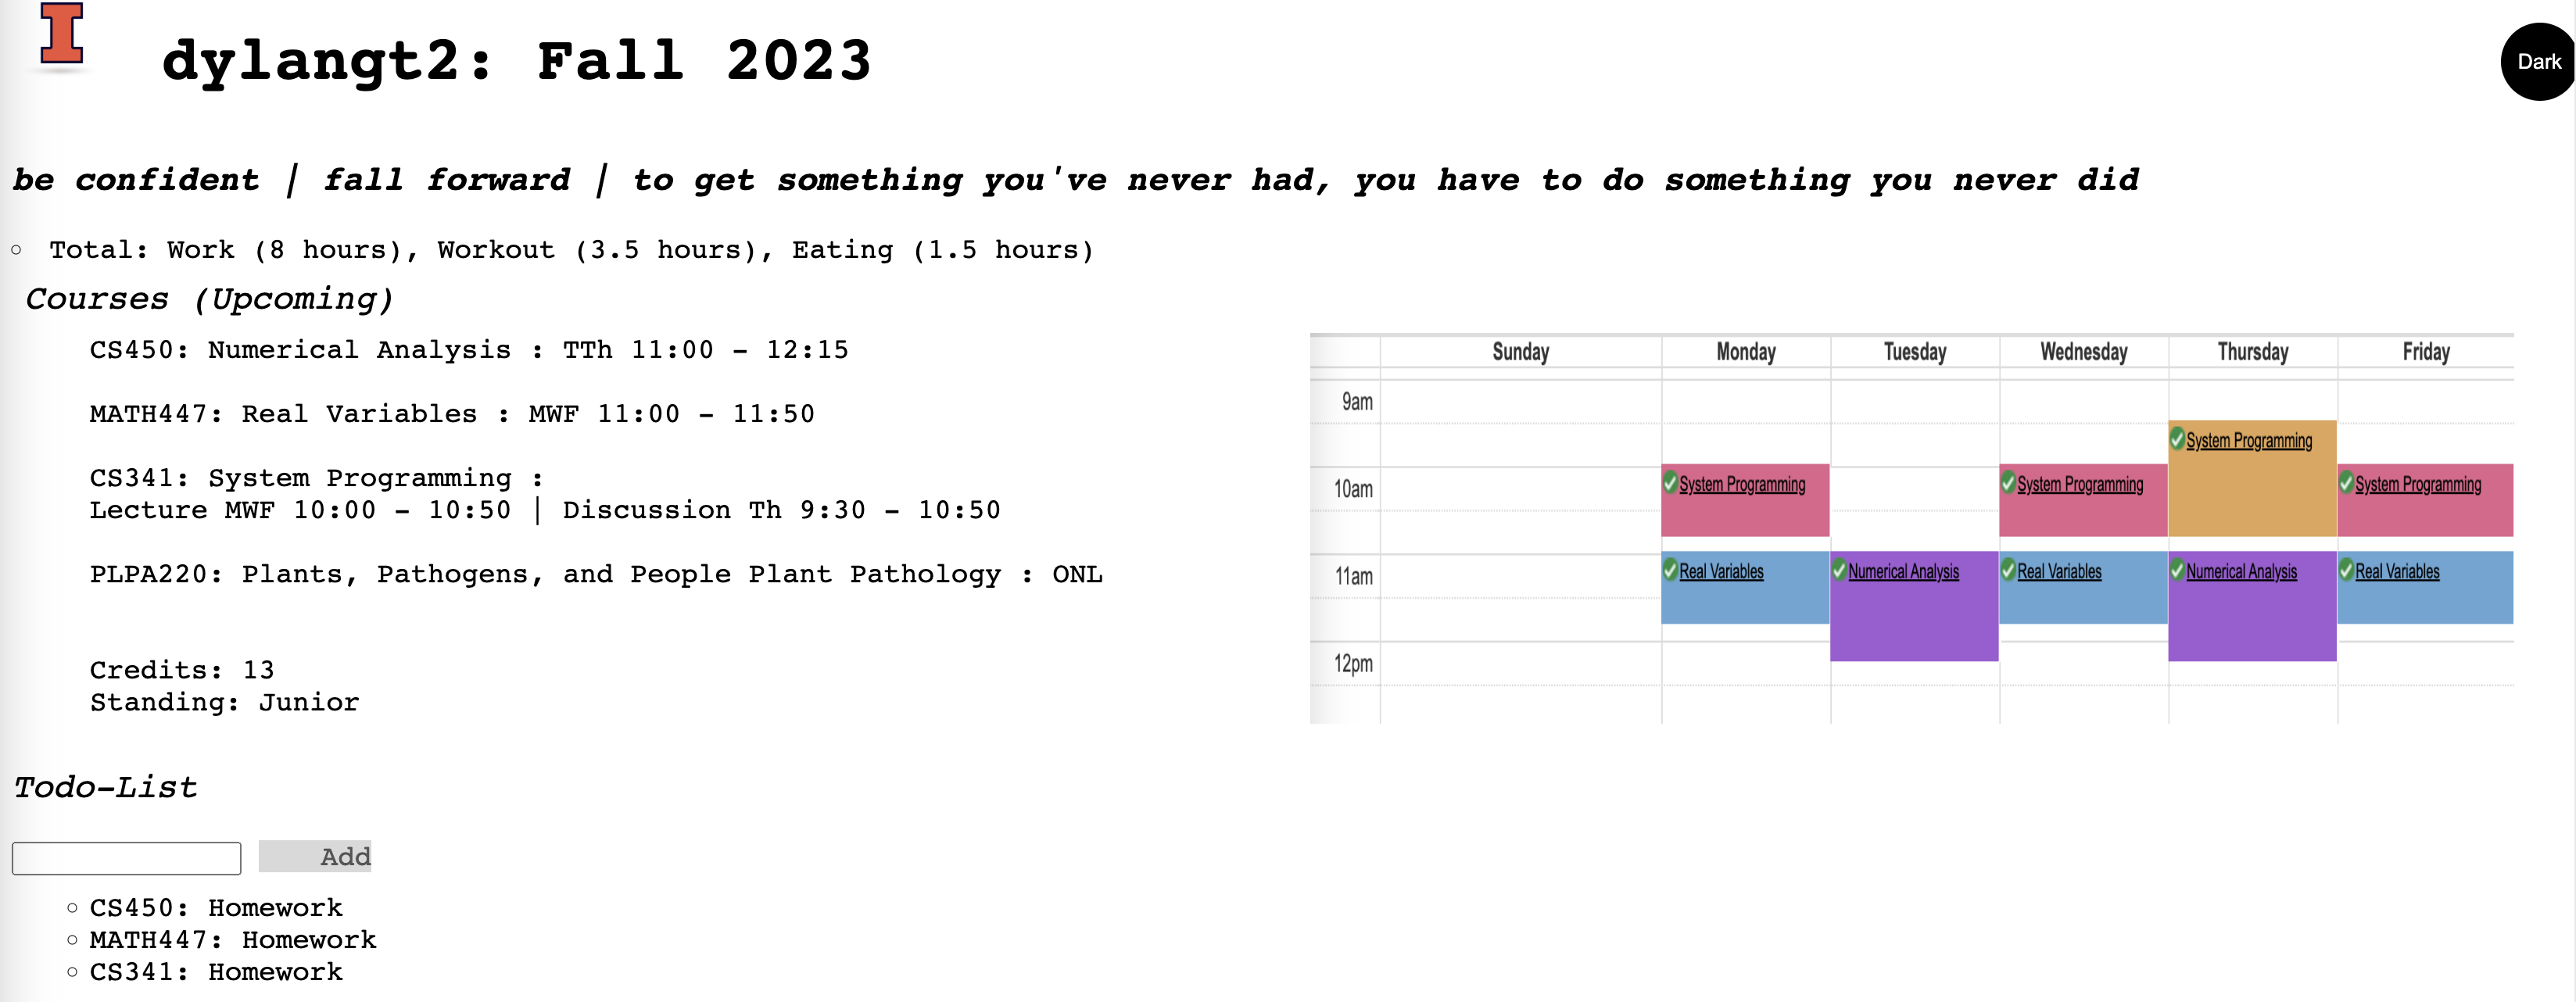 I
dylangt2: Fall 2023
Dark
be confident | fall forward | to get something you've never had, you have to do something you never did
Total: Work (8 hours), Workout (3.5 hours), Eating (1.5 hours)
Courses (Upcoming)
CS450: Numerical Analysis : TTh 11:00 - 12:15
MATH447: Real Variables : MWF 11:00 - 11:50
CS341: System Programming :
Lecture MWF 10:00 - 10:50 | Discussion Th 9:30 - 10:50
PLPA220: Plants, Pathogens, and People Plant Pathology : ONL
Credits: 13
Standing: Junior
Sunday Monday Tuesday Wednesday Thursday Friday
9am
System Programming
10am System Programming System Programming System Programming
11am Real Variables Numerical Analysis Real Variables Numerical Analysis Real Variables
12pm
Todo-List
Add
CS450: Homework
MATH447: Homework
CS341: Homework